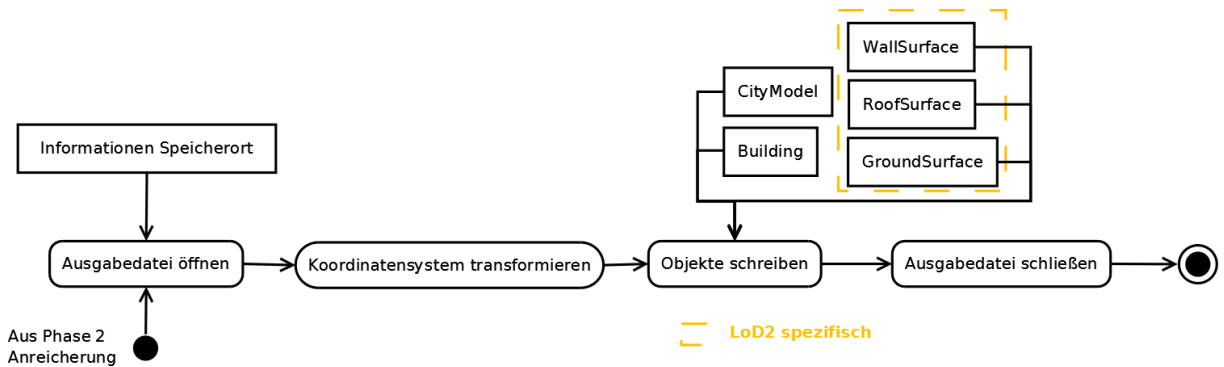 WallSurface
CityModel
RoofSurface
Informationen Speicherort
Building
GroundSurface
Ausgabedatei öffnen
Koordinatensystem transformieren
Objekte schreiben
Ausgabedatei schließen
Aus Phase 2
Anreicherung
LoD2 spezifisch